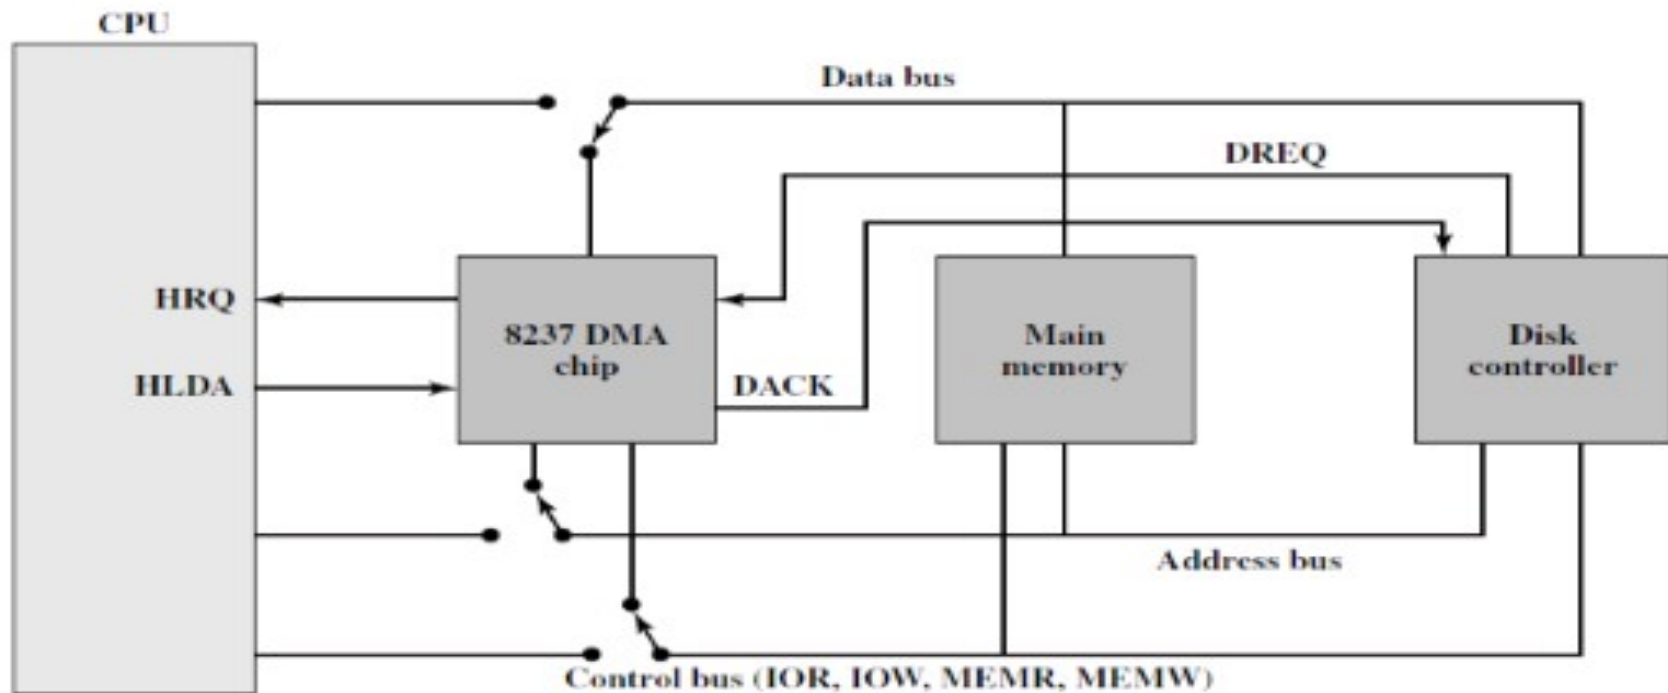 CPU
Data bus
DREQ
HRQ
8237 DMA
chip
Main
memory
Disk
controller
HLDA
DACK
Address bus
Control bus (IOR, IOW, MEMR, MEMW)